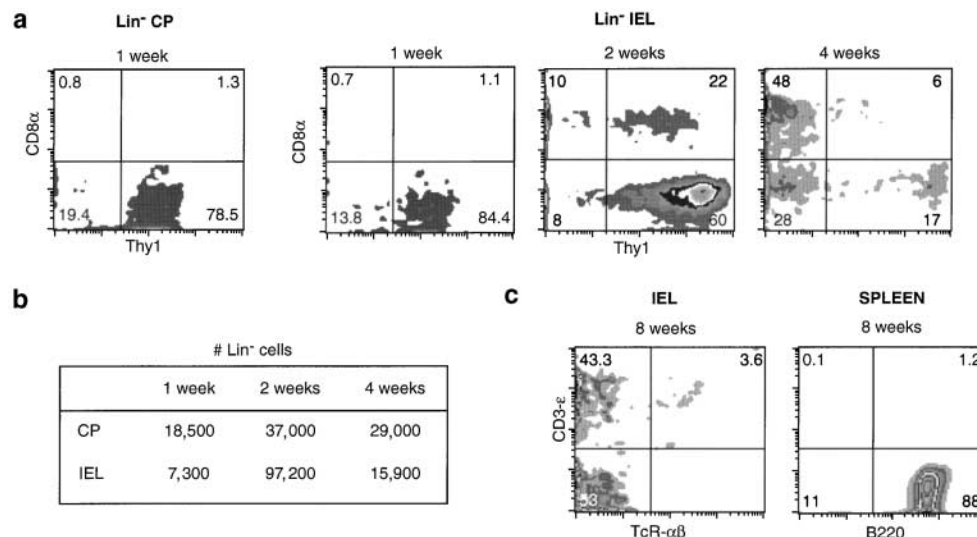 a
Lin⁻ CP
Lin⁻ IEL
1 week
1 week
2 weeks
4 weeks
0.8 1.3
0.7 1.1
10 22
48 6
CD8α
CD8α
19.4 78.5
13.8 84.4
8 60
28 17
Thy1
Thy1
b
# Lin⁻ cells
1 week 2 weeks 4 weeks
CP 18,500 37,000 29,000
IEL 7,300 97,200 15,900
c
IEL
SPLEEN
8 weeks
8 weeks
43.3 3.6
0.1 1.2
CD3-ε
53
11 88
TcR-αβ
B220